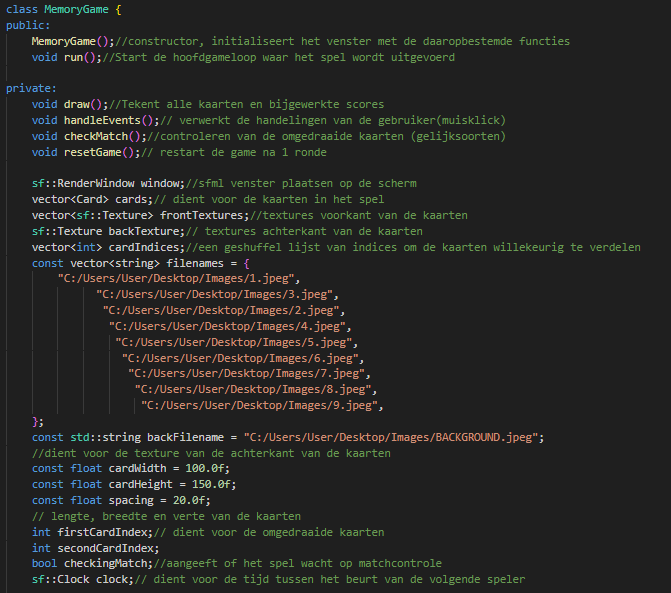 class MemoryGame {
public:
    MemoryGame();//constructor, initialiseert het venster met de daaropbestemde functies
    void run();//Start de hoofdgameloop waar het spel wordt uitgevoerd

private:
    void draw();//Tekent alle kaarten en bijgewerkte scores
    void handleEvents();// verwerkt de handelingen van de gebruiker(muisklick)
    void checkMatch();//controleren van de omgedraaide kaarten (gelijksoorten)
    void resetGame();// restart de game na 1 ronde

    sf::RenderWindow window;//sfml venster plaatsen op de scherm
    vector<Card> cards;// dient voor de kaarten in het spel
    vector<sf::Texture> frontTextures;//textures voorkant van de kaarten
    sf::Texture backTexture;// textures achterkant van de kaarten
    vector<int> cardIndices;//een geshuffel lijst van indices om de kaarten willekeurig te verdelen
    const vector<string> filenames = {
        "C:/Users/User/Desktop/Images/1.jpeg",
              "C:/Users/User/Desktop/Images/3.jpeg",
               "C:/Users/User/Desktop/Images/2.jpeg",
                "C:/Users/User/Desktop/Images/4.jpeg",
                 "C:/Users/User/Desktop/Images/5.jpeg",
                  "C:/Users/User/Desktop/Images/6.jpeg",
                   "C:/Users/User/Desktop/Images/7.jpeg",
                    "C:/Users/User/Desktop/Images/8.jpeg",
                     "C:/Users/User/Desktop/Images/9.jpeg",
    };
    const std::string backFilename = "C:/Users/User/Desktop/Images/BACKGROUND.jpeg";
    //dient voor de texture van de achterkant van de kaarten
    const float cardWidth = 100.0f;
    const float cardHeight = 150.0f;
    const float spacing = 20.0f;
    // lengte, breedte en verte van de kaarten
    int firstCardIndex;// dient voor de omgedraaide kaarten
    int secondCardIndex;
    bool checkingMatch;//aangeeft of het spel wacht op matchcontrole
    sf::Clock clock;// dient voor de tijd tussen het beurt van de volgende speler